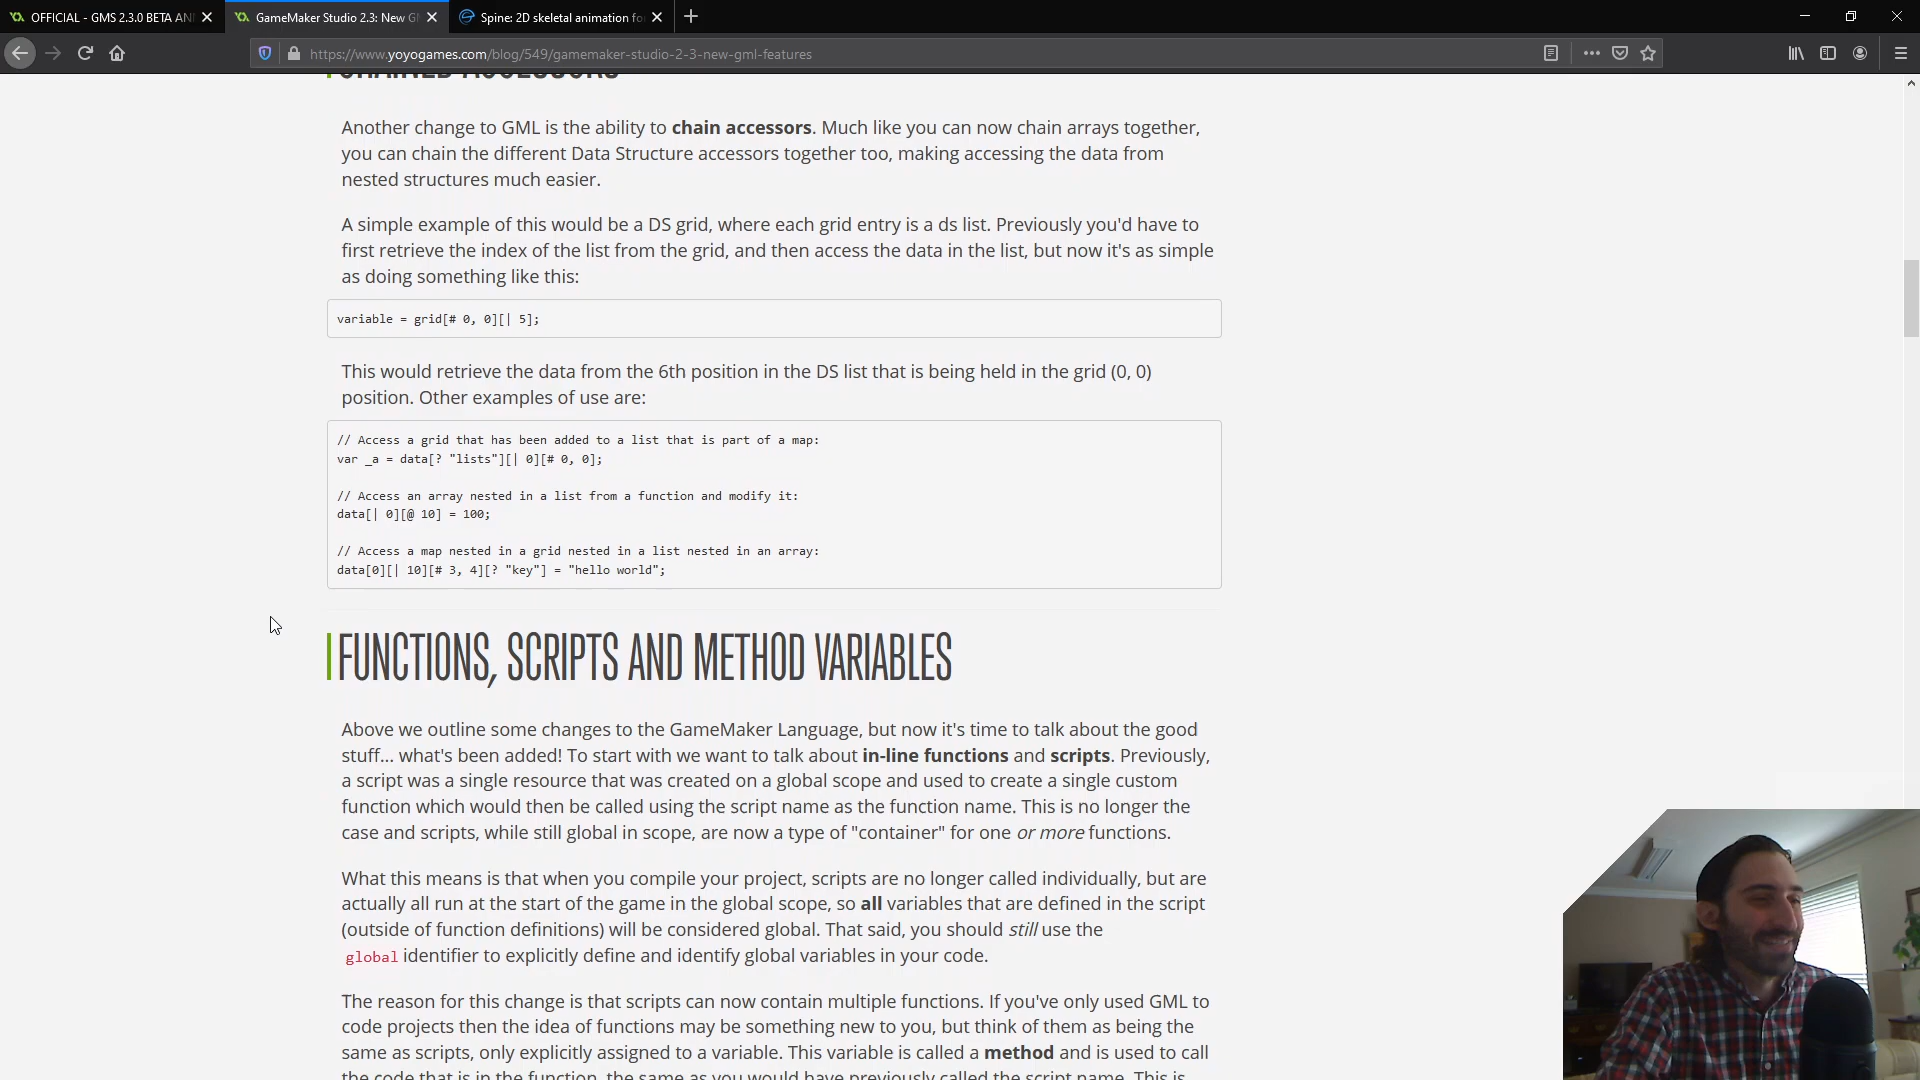 OFFICIAL - GMS 2.3.0 BETA AN
GameMaker Studio 2.3: New G
Spine: 2D skeletal animation fo
https://www.yoyogames.com/blog/549/gamemaker-studio-2-3-new-gml-features
CHAINED ACCESSORS
Another change to GML is the ability to chain accessors. Much like you can now chain arrays together,
you can chain the different Data Structure accessors together too, making accessing the data from
nested structures much easier.
A simple example of this would be a DS grid, where each grid entry is a ds list. Previously you'd have to
first retrieve the index of the list from the grid, and then access the data in the list, but now it's as simple
as doing something like this:
variable = grid[# 0, 0][| 5];
This would retrieve the data from the 6th position in the DS list that is being held in the grid (0, 0)
position. Other examples of use are:
// Access a grid that has been added to a list that is part of a map:
var _a = data[? "lists"][| 0][# 0, 0];
// Access an array nested in a list from a function and modify it:
data[| 0][@ 10] = 100;
// Access a map nested in a grid nested in a list nested in an array:
data[0][| 10][# 3, 4][? "key"] = "hello world";
FUNCTIONS, SCRIPTS AND METHOD VARIABLES
Above we outline some changes to the GameMaker Language, but now it's time to talk about the good
stuff... what's been added! To start with we want to talk about in-line functions and scripts. Previously,
a script was a single resource that was created on a global scope and used to create a single custom
function which would then be called using the script name as the function name. This is no longer the
case and scripts, while still global in scope, are now a type of "container" for one or more functions.
What this means is that when you compile your project, scripts are no longer called individually, but are
actually all run at the start of the game in the global scope, so all variables that are defined in the script
(outside of function definitions) will be considered global. That said, you should still use the
global identifier to explicitly define and identify global variables in your code.
The reason for this change is that scripts can now contain multiple functions. If you've only used GML to
code projects then the idea of functions may be something new to you, but think of them as being the
same as scripts, only explicitly assigned to a variable. This variable is called a method and is used to call
the code that is in the function, the same as you would have previously called the script name. This is